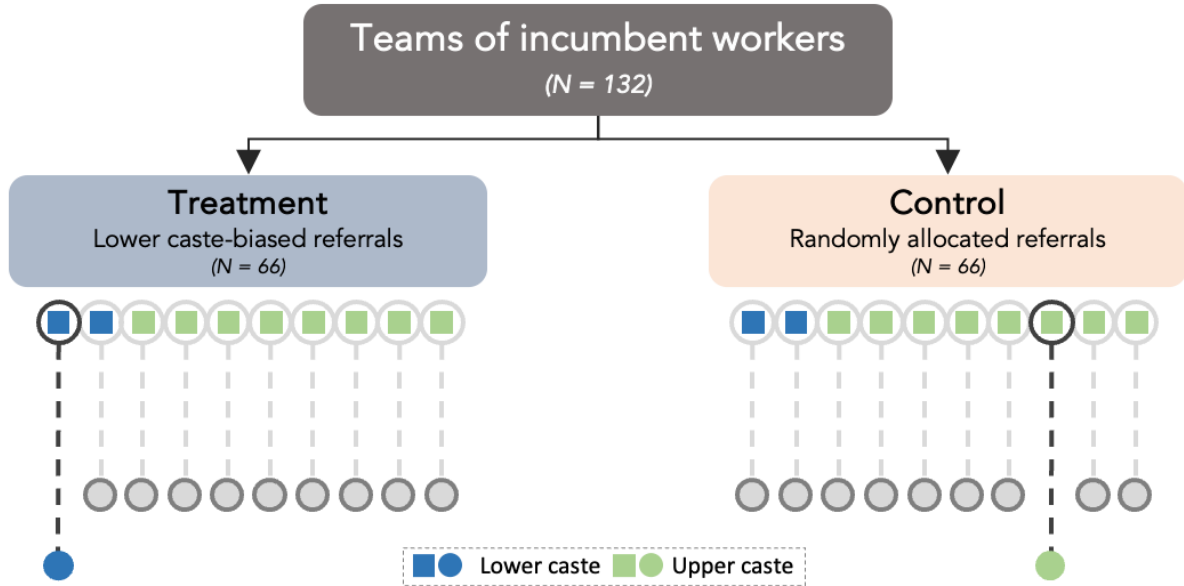 Teams of incumbent workers
(N = 132)
Treatment
Lower caste-biased referrals
(N = 66)
Control
Randomly allocated referrals
(N = 66)
Lower caste
Upper caste